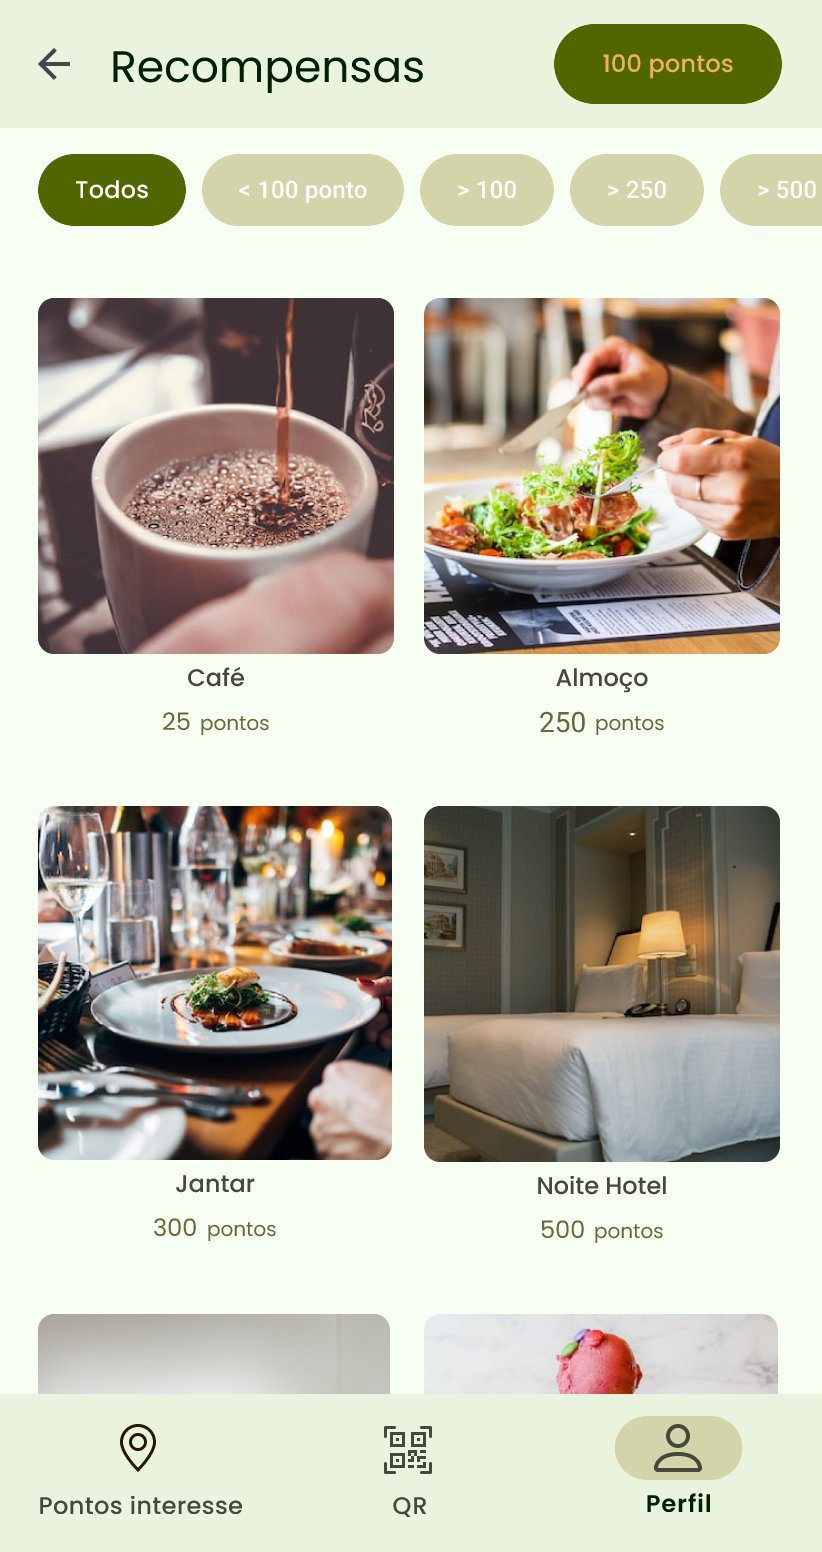 Recompensas
100 pontos
Todos
< 100 ponto
> 100
> 250
> 500
Café
25 pontos
Almoço
250 pontos
Jantar
300 pontos
Noite Hotel
500 pontos
Pontos interesse
QR
Perfil